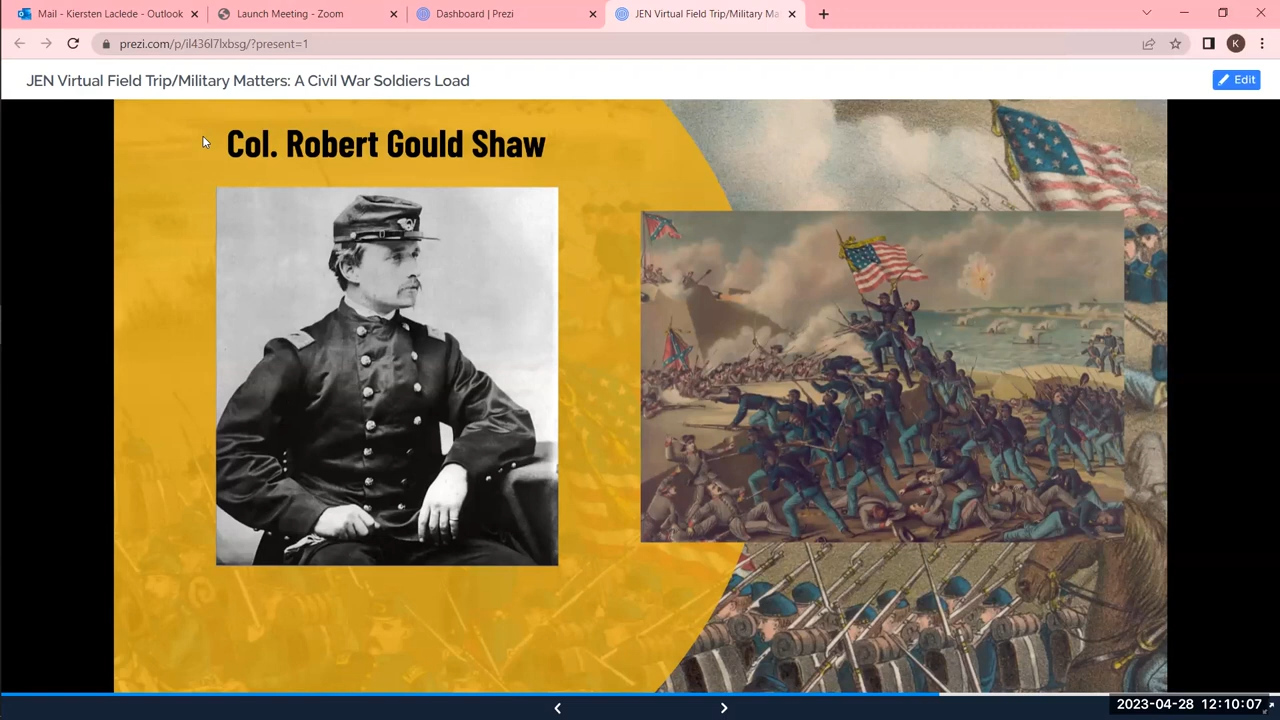 Mail - Kiersten Laclede - Outlook
Launch Meeting - Zoom
Dashboard | Prezi
JEN Virtual Field Trip/Military Ma
prezi.com/p/il436l7lxbsg/?present=1
K
JEN Virtual Field Trip/Military Matters: A Civil War Soldiers Load
Edit
Col. Robert Gould Shaw
2023-04-28 12:10:07